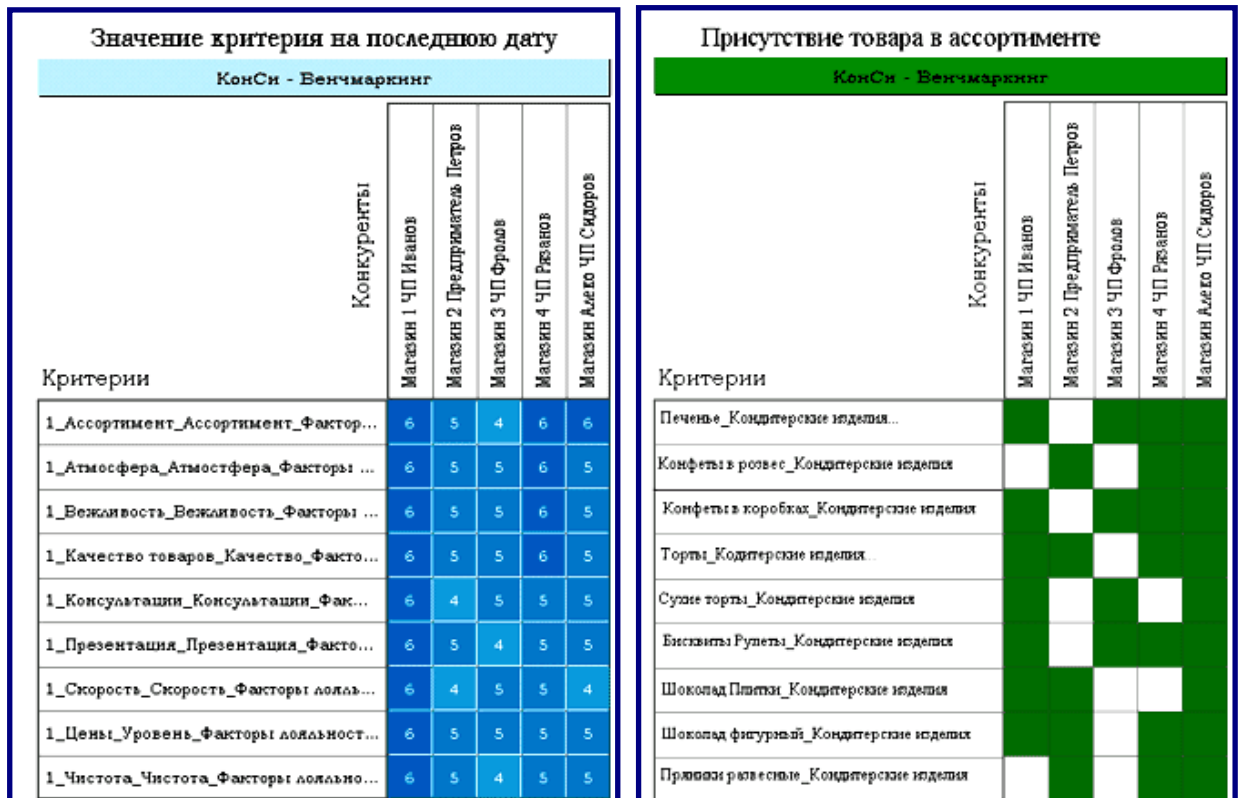 Значение критерия на последнюю дату
КонСи - Бенчмаркинг
Конкуренты
Магазин 1 ЧП Иванов
Магазин 2 Предприматель Петров
Магазин 3 ЧП Фролов
Магазин 4 ЧП Рязанов
Магазин Алеко ЧП Сидоров
Критерии
1_Ассортимент_Ассортимент_Фактор... 6 5 4 6 6
1_Атмосфера_Атмостфера_Факторы ... 6 5 5 6 5
1_Вежливость_Вежливость_Факторы ... 6 5 5 6 5
1_Качество товаров_Качество_Факто... 6 5 5 6 5
1_Консультации_Консультации_Фак... 6 4 5 5 5
1_Презентация_Презентация_Факто... 6 5 4 5 5
1_Скорость_Скорость_Факторы лояль... 6 4 5 5 4
1_Цены_Уровень_Факторы лояльност... 6 5 5 5 5
1_Чистота_Чистота_Факторы лояльно... 6 5 4 5 5
Присутствие товара в ассортименте
КонСи - Бенчмаркинг
Конкуренты
Магазин 1 ЧП Иванов
Магазин 2 Предприматель Петров
Магазин 3 ЧП Фролов
Магазин 4 ЧП Рязанов
Магазин Алеко ЧП Сидоров
Критерии
Печенье_Кондитерские изделия...
Конфеты в розвес_Кондитерские изделия
Конфеты в коробках_Кондитерские изделия
Торты_Кодитерские изделия...
Сухие торты_Кондитерские изделия
Бисквиты Рулеты_Кондитерские изделия
Шоколад Плитки_Кондитерские изделия
Шоколад фигурный_Кондитерские изделия
Пряники развесные_Кондитерские изделия